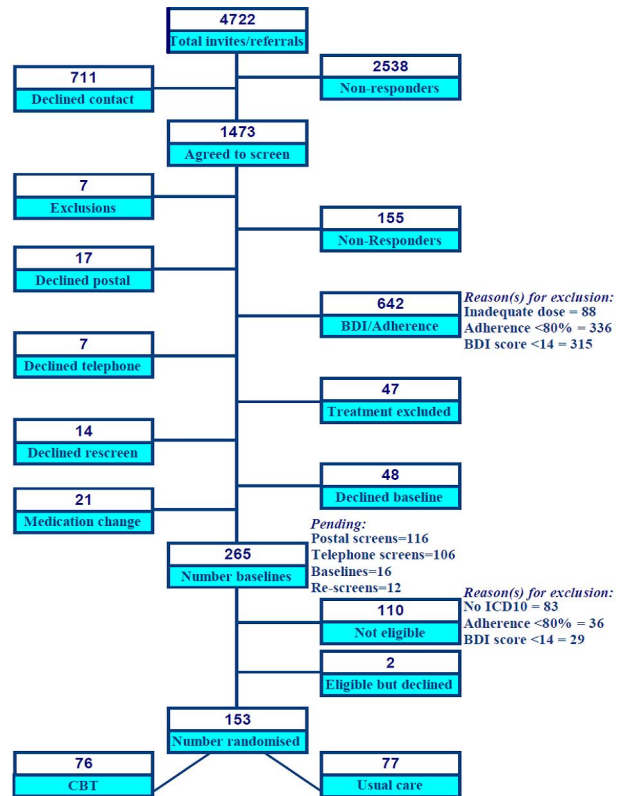 4722
Total invites/referrals
711
Declined contact
2538
Non-responders
1473
Agreed to screen
7
Exclusions
155
Non-Responders
17
Declined postal
642
BDI/Adherence
Reason(s) for exclusion:
Inadequate dose = 88
Adherence <80% = 336
BDI score <14 = 315
7
Declined telephone
47
Treatment excluded
14
Declined rescreen
48
Declined baseline
21
Medication change
265
Number baselines
Pending:
Postal screens=116
Telephone screens=106
Baselines=16
Re-screens=12
110
Not eligible
Reason(s) for exclusion:
No ICD10 = 83
Adherence <80% = 36
BDI score <14 = 29
2
Eligible but declined
153
Number randomised
76
CBT
77
Usual care